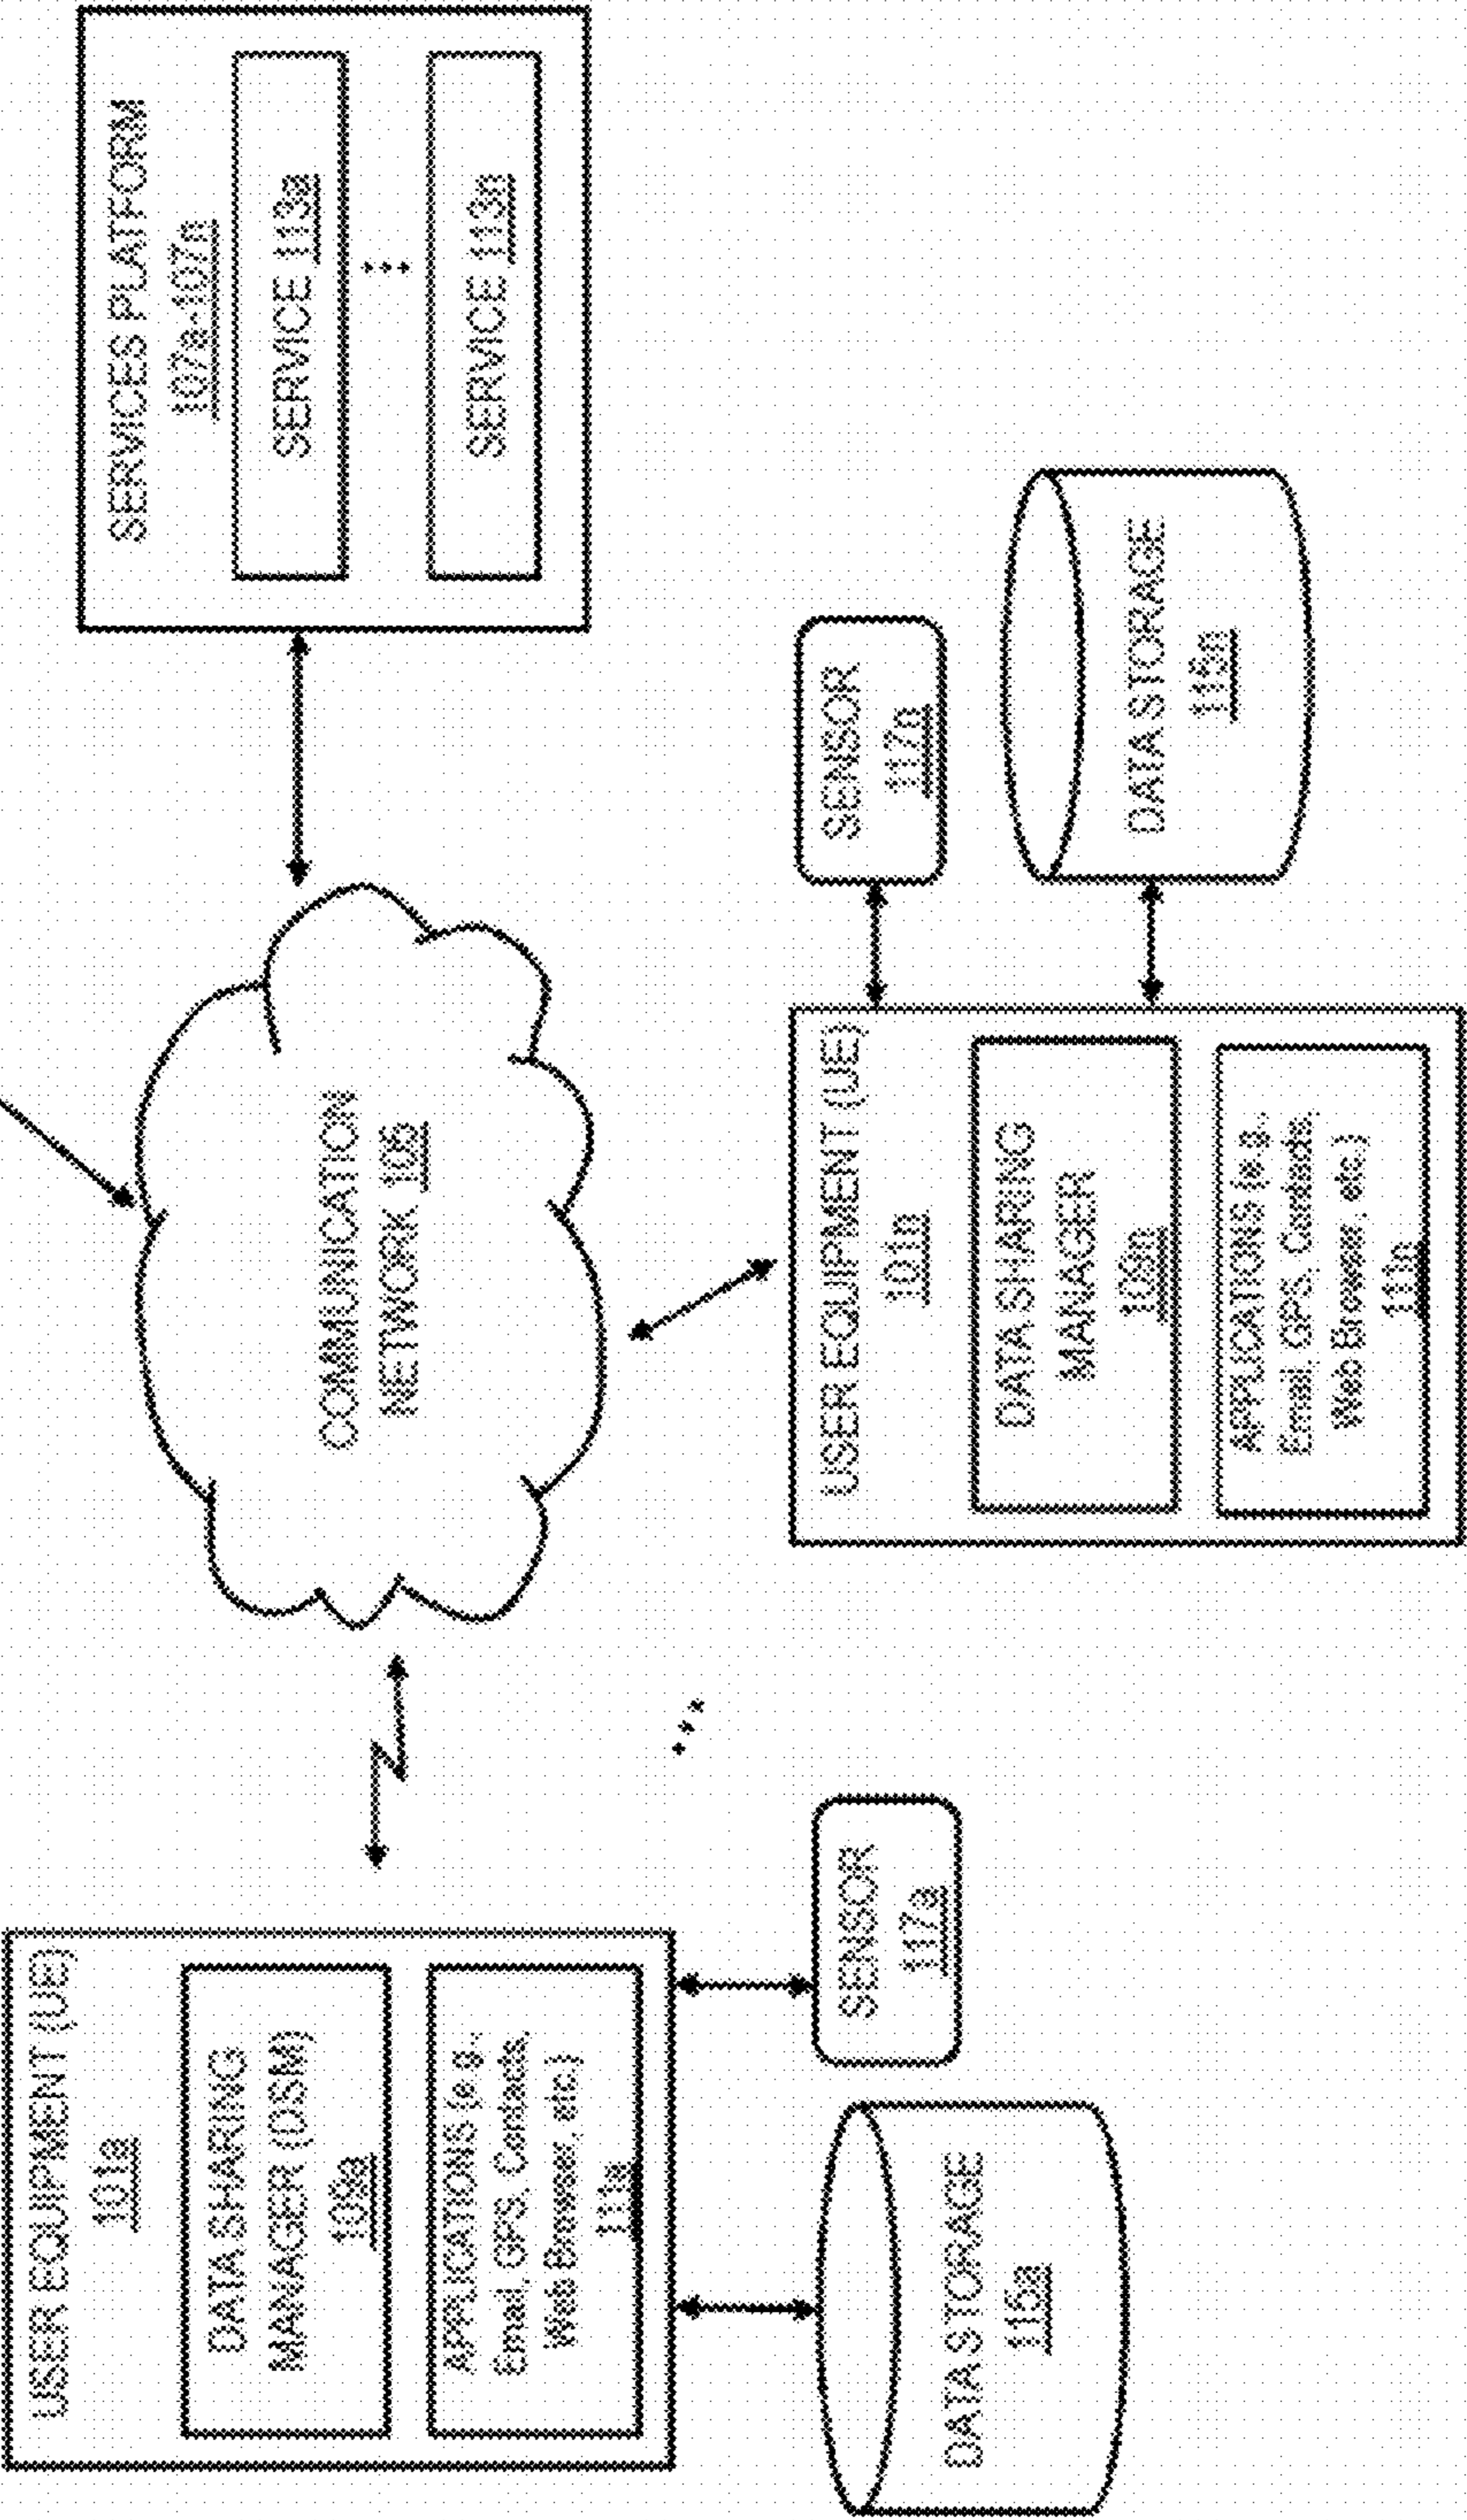 USER EQUIPMENT (UE)
101a
DATA SHARING
MANAGER (DSM)
109a
APPLICATIONS (e.g.,
Email, GPS, Contacts,
Web Browser, etc.)
111a
SENSOR
117a
DATA STORAGE
115a
COMMUNICATION
NETWORK 105
USER EQUIPMENT (UE)
101n
DATA SHARING
MANAGER
109n
APPLICATIONS (e.g.
Email, GPS, Contacts,
Web Browser, etc.)
111n
SENSOR
117n
DATA STORAGE
115n
SERVICES PLATFORM
107a-107n
SERVICE 113a
SERVICE 113n